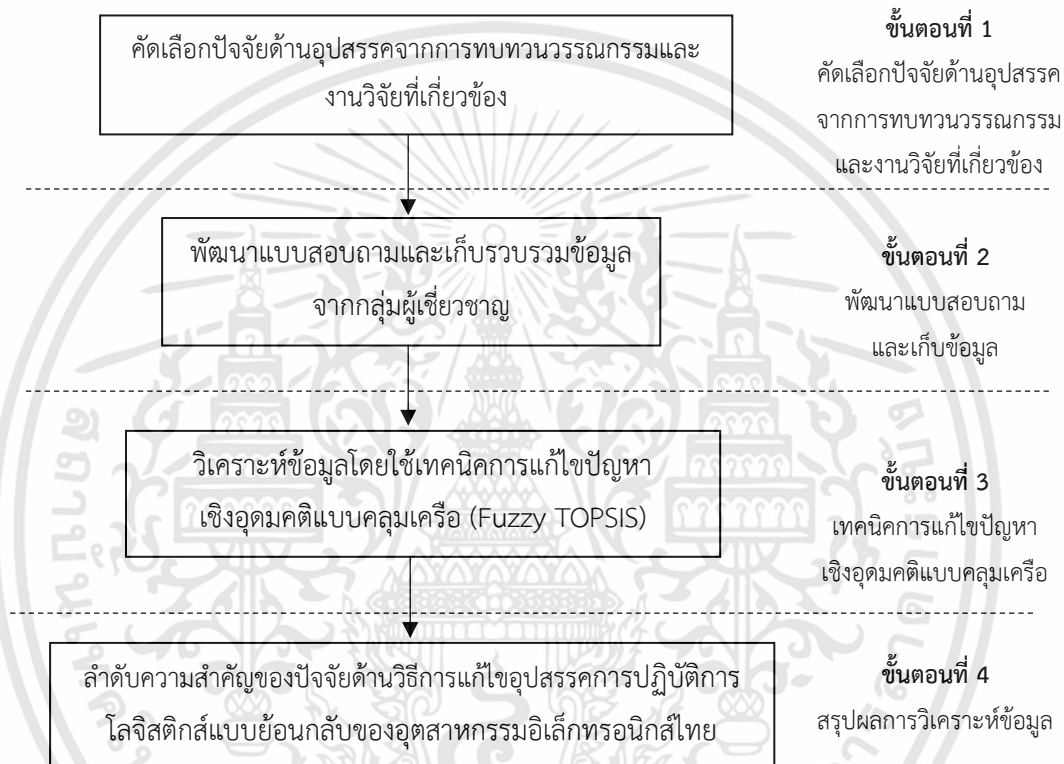 คัดเลือกปัจจัยด้านอุปสรรคจากการทบทวนวรรณกรรมและ
งานวิจัยที่เกี่ยวข้อง
ขั้นตอนที่ 1
คัดเลือกปัจจัยด้านอุปสรรค
จากการทบทวนวรรณกรรม
และงานวิจัยที่เกี่ยวข้อง
พัฒนาแบบสอบถามและเก็บรวบรวมข้อมูล
จากกลุ่มผู้เชี่ยวชาญ
ขั้นตอนที่ 2
พัฒนาแบบสอบถาม
และเก็บข้อมูล
วิเคราะห์ข้อมูลโดยใช้เทคนิคการแก้ไขปัญหา
เชิงอุดมคติแบบคลุมเครือ (Fuzzy TOPSIS)
ขั้นตอนที่ 3
เทคนิคการแก้ไขปัญหา
เชิงอุดมคติแบบคลุมเครือ
ลำดับความสำคัญของปัจจัยด้านวิธีการแก้ไขอุปสรรคการปฏิบัติการ
โลจิสติกส์แบบย้อนกลับของอุตสาหกรรมอิเล็กทรอนิกส์ไทย
ขั้นตอนที่ 4
สรุปผลการวิเคราะห์ข้อมูล